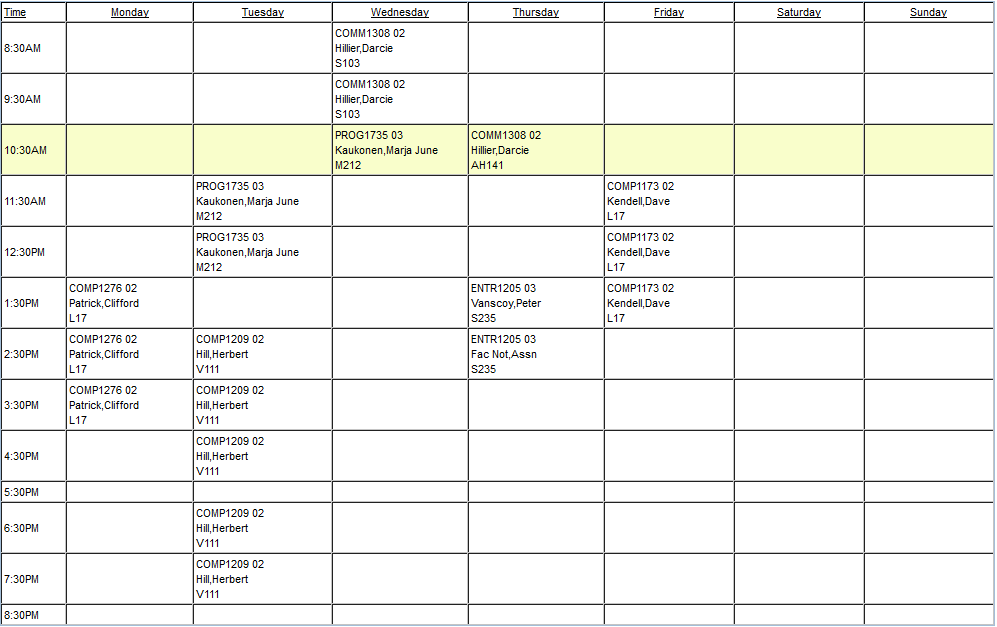 Time Monday Tuesday Wednesday Thursday Friday Saturday Sunday
8:30AM
COMM1308 02
Hillier,Darcie
S103
9:30AM
COMM1308 02
Hillier,Darcie
S103
10:30AM
PROG1735 03
Kaukonen,Marja June
M212
COMM1308 02
Hillier,Darcie
AH141
11:30AM
PROG1735 03
Kaukonen,Marja June
M212
COMP1173 02
Kendell,Dave
L17
12:30PM
PROG1735 03
Kaukonen,Marja June
M212
COMP1173 02
Kendell,Dave
L17
1:30PM
COMP1276 02
Patrick,Clifford
L17
ENTR1205 03
Vanscoy,Peter
S235
COMP1173 02
Kendell,Dave
L17
2:30PM
COMP1276 02
Patrick,Clifford
L17
COMP1209 02
Hill,Herbert
V111
ENTR1205 03
Fac Not,Assn
S235
3:30PM
COMP1276 02
Patrick,Clifford
L17
COMP1209 02
Hill,Herbert
V111
4:30PM
COMP1209 02
Hill,Herbert
V111
5:30PM
6:30PM
COMP1209 02
Hill,Herbert
V111
7:30PM
COMP1209 02
Hill,Herbert
V111
8:30PM